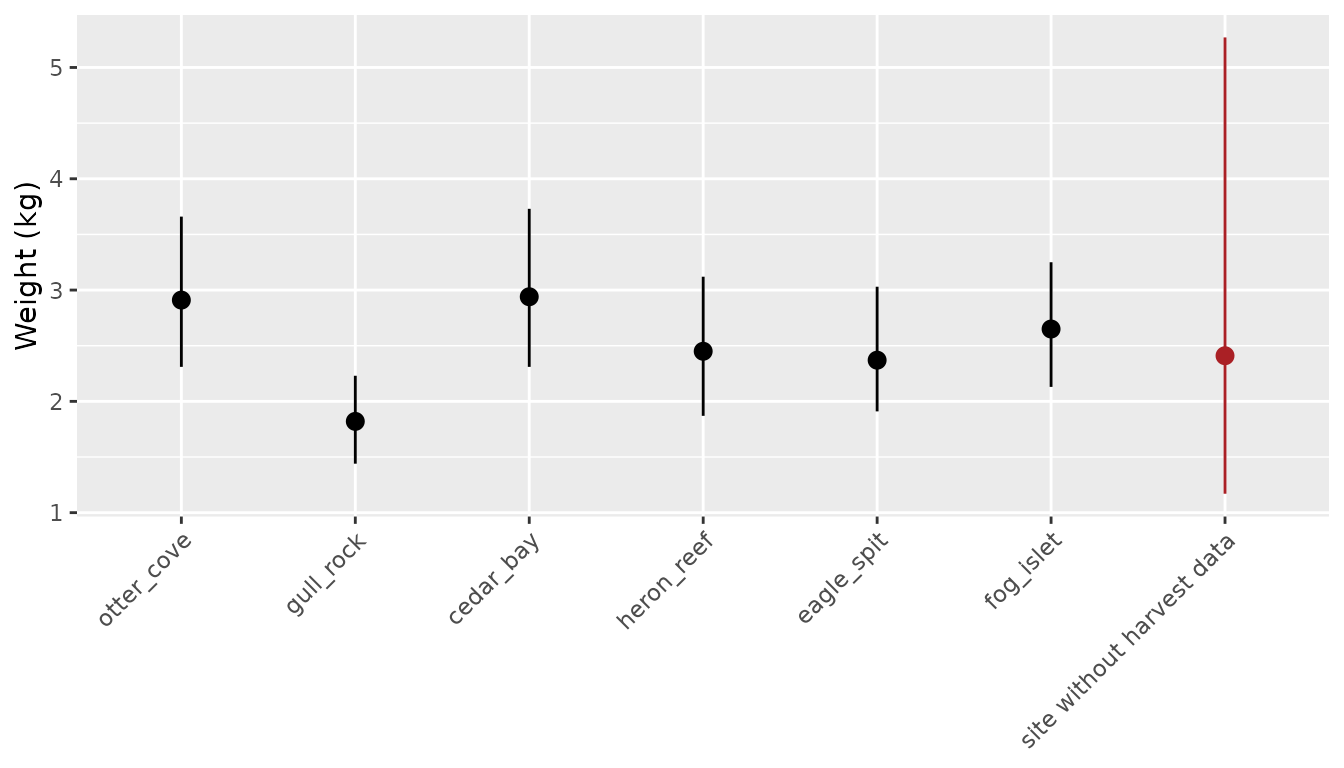 Weight (kg)
5
4
3
2
1
otter_cove
gull_rock
cedar_bay
heron_reef
eagle_spit
fog_islet
site without harvest data